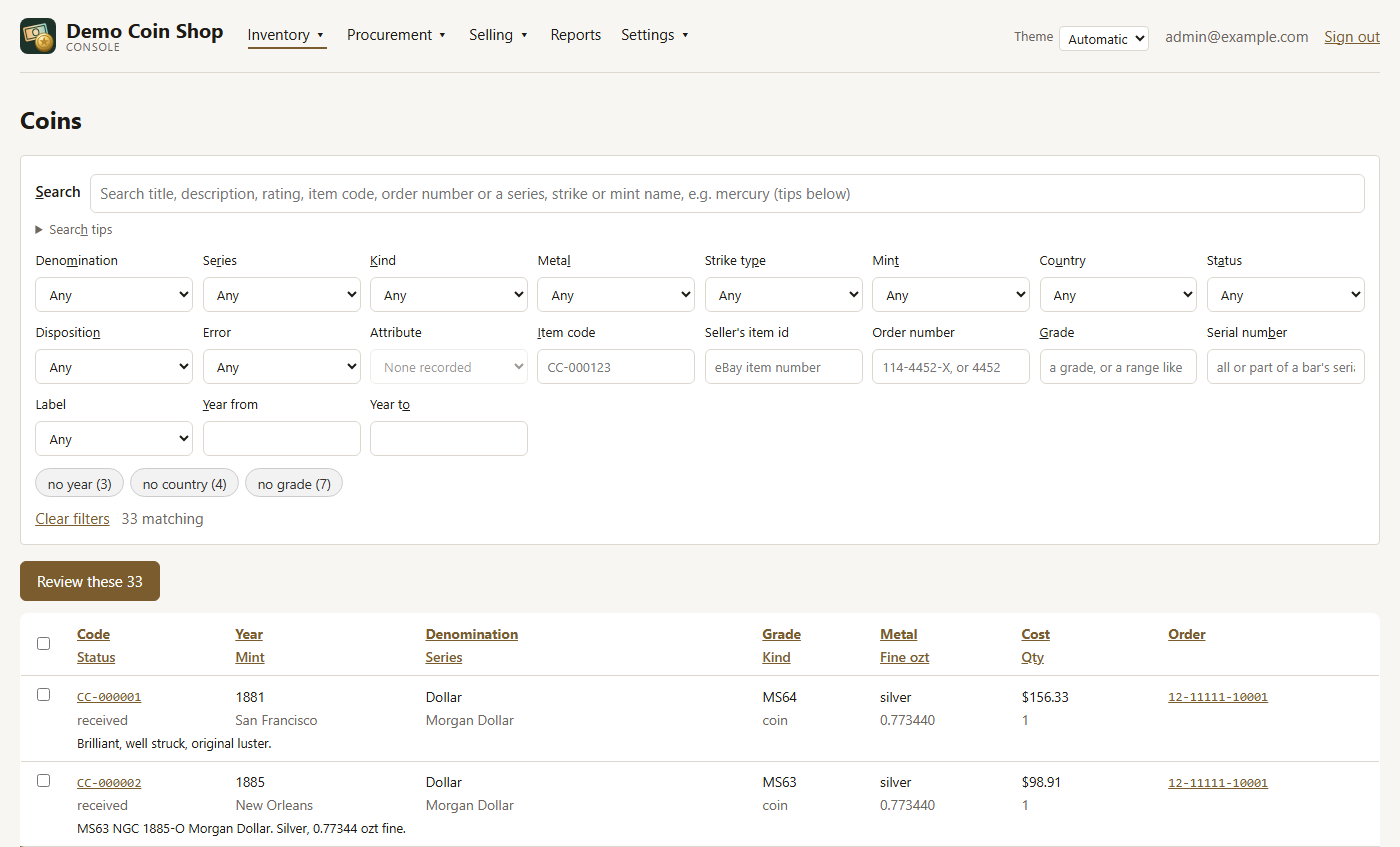 Demo Coin Shop
CONSOLE
Inventory ▾ Procurement ▾ Selling ▾ Reports Settings ▾
Theme Automatic admin@example.com Sign out
Coins
Search Search title, description, rating, item code, order number or a series, strike or mint name, e.g. mercury (tips below)
▶ Search tips
Denomination Series Kind Metal Strike type Mint Country Status
Any Any Any Any Any Any Any Any
Disposition Error Attribute Item code Seller's item id Order number Grade Serial number
Any Any None recorded CC-000123 eBay item number 114-4452-X, or 4452 a grade, or a range like all or part of a bar's seria
Label Year from Year to
Any
no year (3) no country (4) no grade (7)
Clear filters 33 matching
Review these 33
Code Year Denomination Grade Metal Cost Order
Status Mint Series Kind Fine ozt Qty
CC-000001 1881 Dollar MS64 silver $156.33 12-11111-10001
received San Francisco Morgan Dollar coin 0.773440 1
Brilliant, well struck, original luster.
CC-000002 1885 Dollar MS63 silver $98.91 12-11111-10001
received New Orleans Morgan Dollar coin 0.773440 1
MS63 NGC 1885-O Morgan Dollar. Silver, 0.77344 ozt fine.